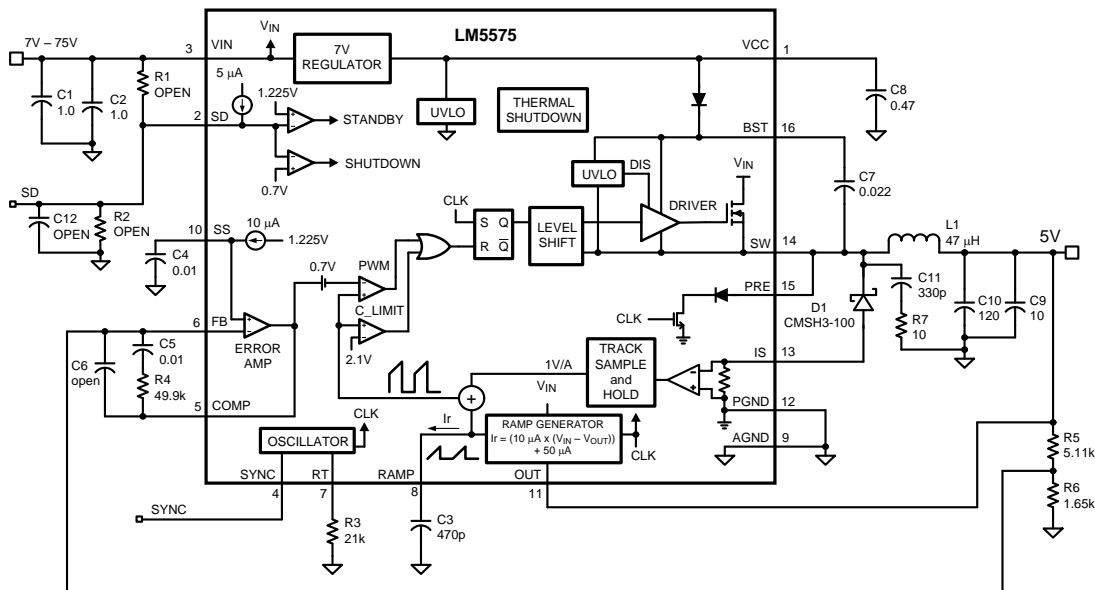 LM5575
7V – 75V
3
VIN
V_IN
7V
REGULATOR
VCC
1
C1
1.0
C2
1.0
R1
OPEN
5 µA
1.225V
2
SD
STANDBY
SHUTDOWN
0.7V
UVLO
THERMAL
SHUTDOWN
C8
0.47
BST
16
UVLO
DIS
V_IN
DRIVER
C7
0.022
SD
C12
OPEN
R2
OPEN
10
SS
10 µA
1.225V
C4
0.01
CLK
S Q
R Q̅
LEVEL
SHIFT
SW
14
L1
47 µH
5V
0.7V
PWM
C_LIMIT
2.1V
PRE
15
CLK
D1
CMSH3-100
C11
330p
R7
10
C10
120
C9
10
6
FB
ERROR
AMP
C5
0.01
C6
open
R4
49.9k
5
COMP
1V/A
TRACK
SAMPLE
and
HOLD
IS
13
PGND
12
AGND
9
V_IN
Ir
RAMP GENERATOR
Ir = (10 µA x (V_IN – V_OUT))
+ 50 µA
CLK
CLK
OSCILLATOR
SYNC
4
RT
7
RAMP
8
OUT
11
R5
5.11k
R6
1.65k
SYNC
R3
21k
C3
470p